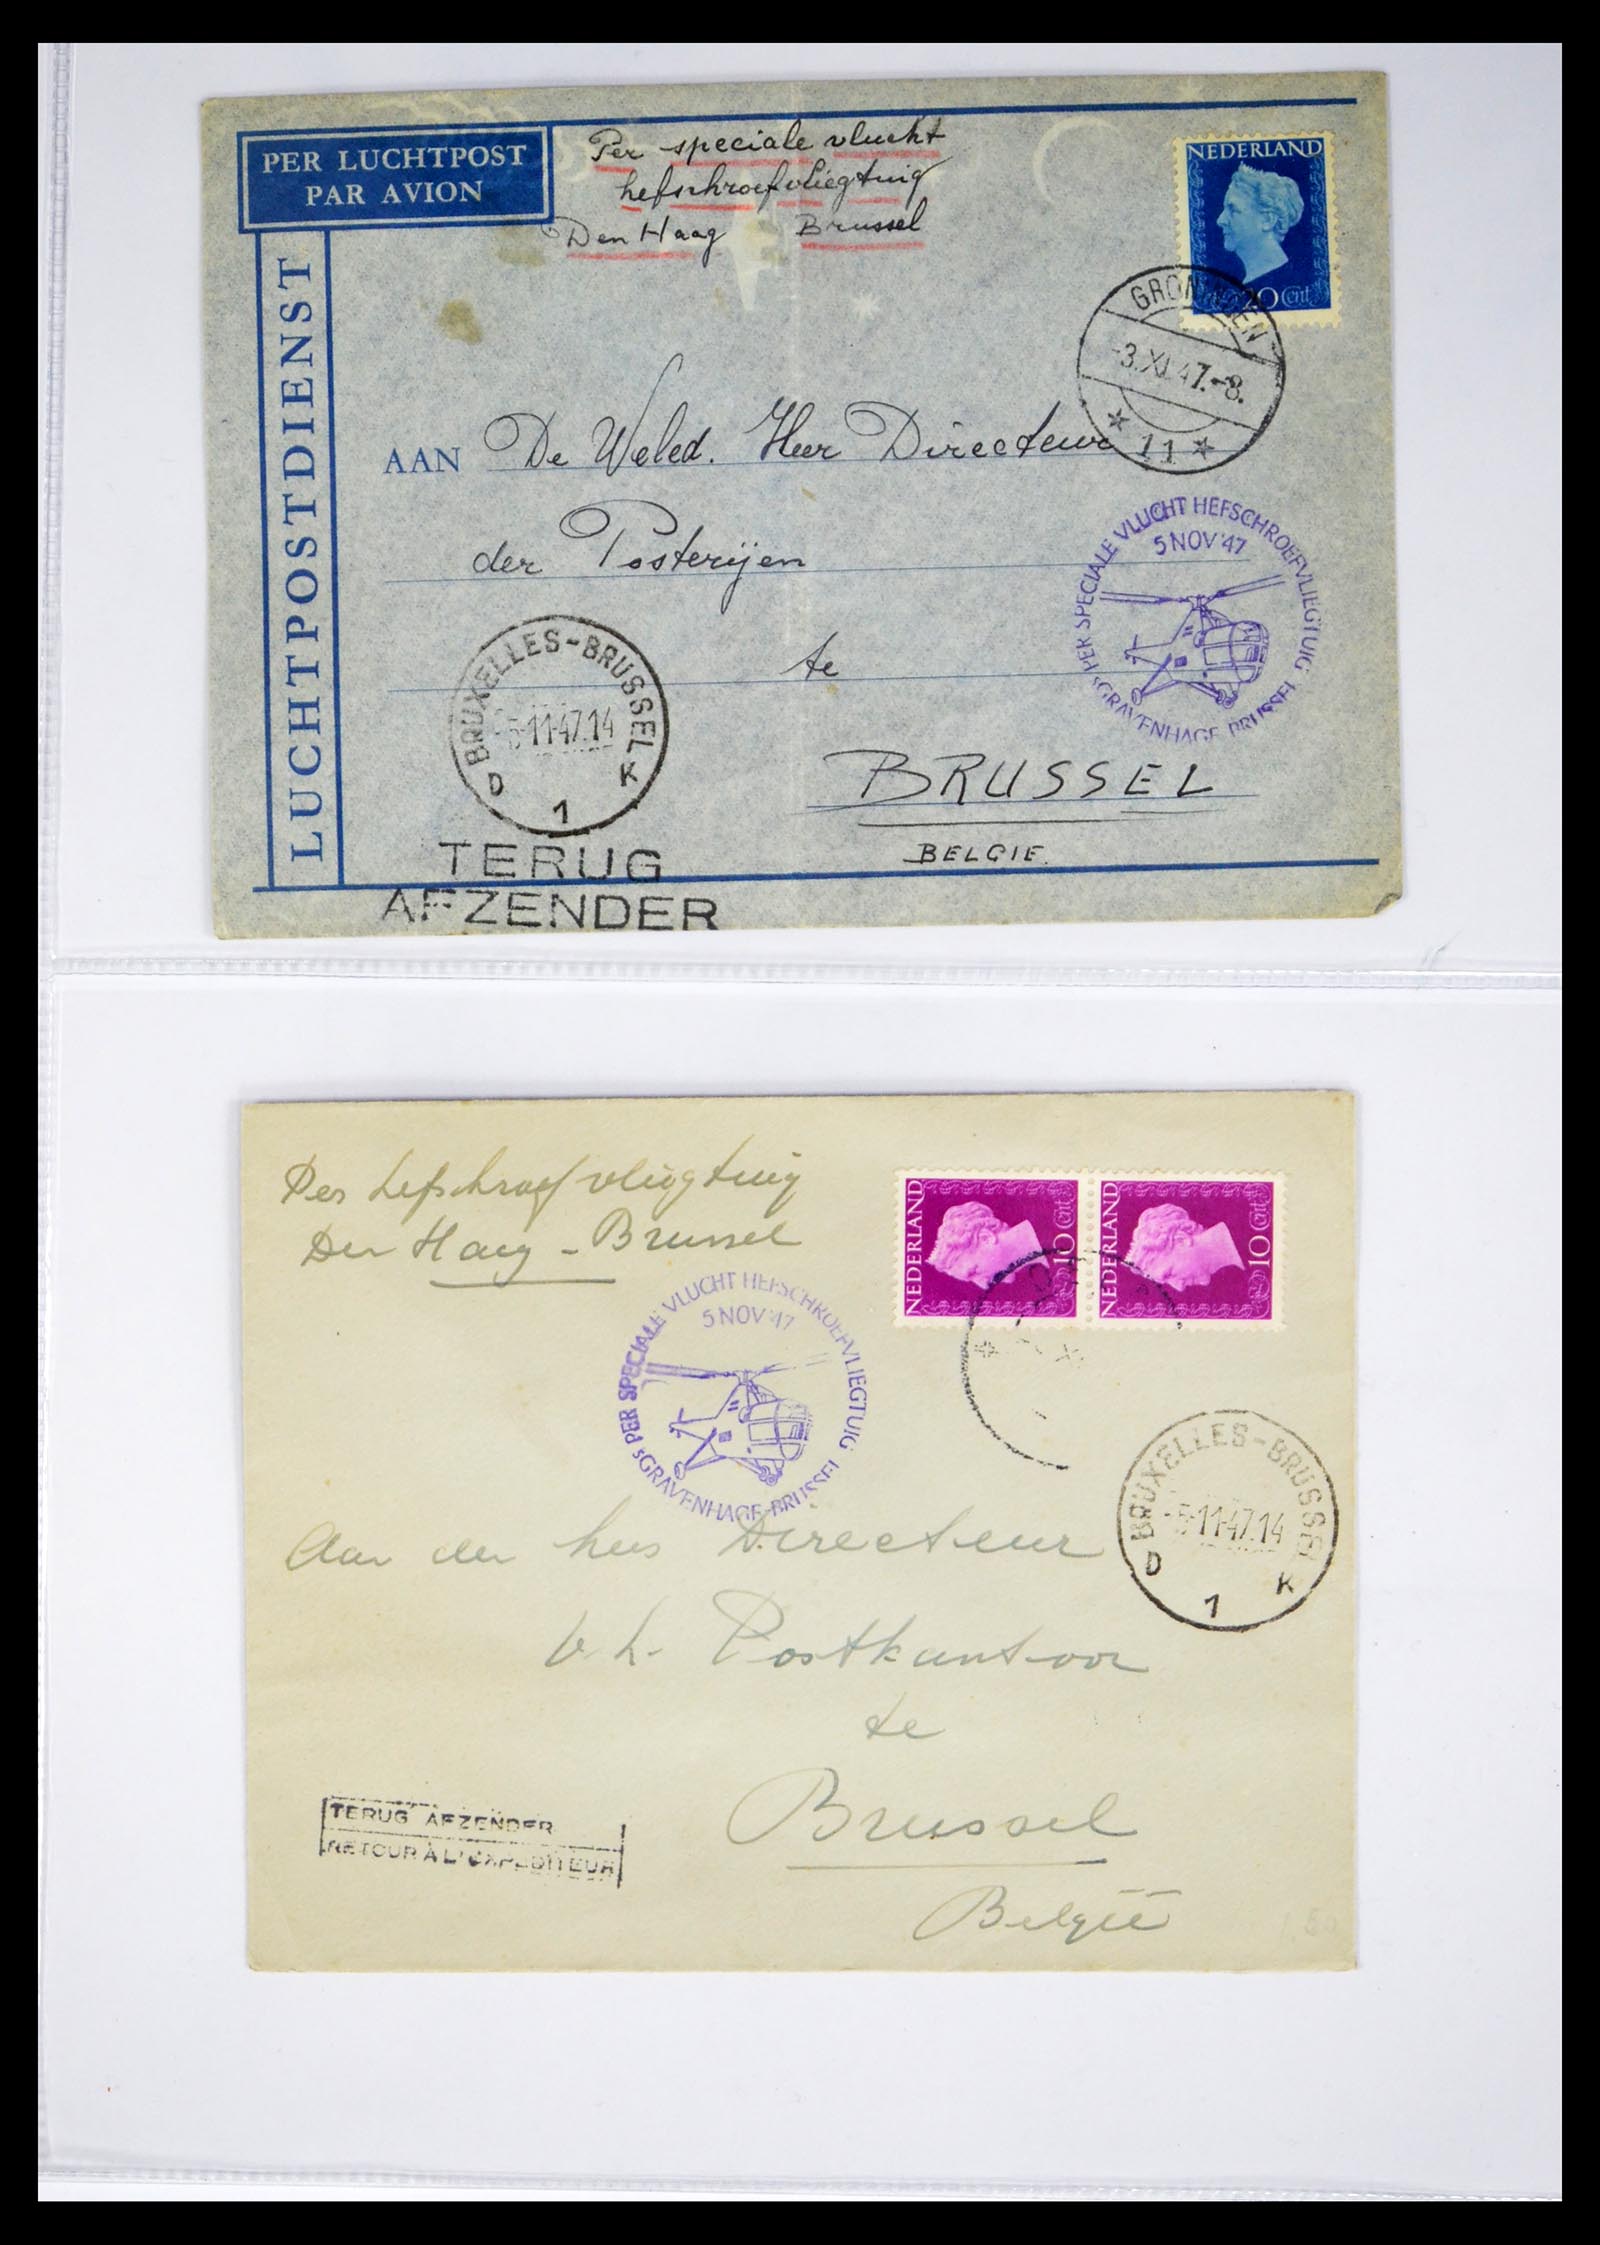 PER LUCHTPOST
PAR AVION
LUCHTPOSTDIENST
Per speciale vlucht
hefschroefvliegtuig
Den Haag Brussel
NEDERLAND
20 Cent
GRONINGEN
-3.XI.47.-8.
11
AAN De Weled. Heer Directeur
der Posterijen
te
BRUSSEL
BELGIE.
PER SPECIALE VLUCHT HEFSCHROEFVLIEGTUIG
5 NOV '47
'sGRAVENHAGE-BRUSSEL
BRUXELLES-BRUSSEL
-5-11-47.14
D 1 K
TERUG
AFZENDER
Per hefschroefvliegtuig
Den Haag - Brussel
NEDERLAND
10 Cent
NEDERLAND
10 Cent
PER SPECIALE VLUCHT HEFSCHROEFVLIEGTUIG
5 NOV '47
'sGRAVENHAGE-BRUSSEL
BRUXELLES-BRUSSEL
-5-11-47.14
D 1 K
Aan den heer Directeur
v. h. Postkantoor
te
Brussel
België
TERUG AFZENDER
RETOUR À L'EXPÉDITEUR